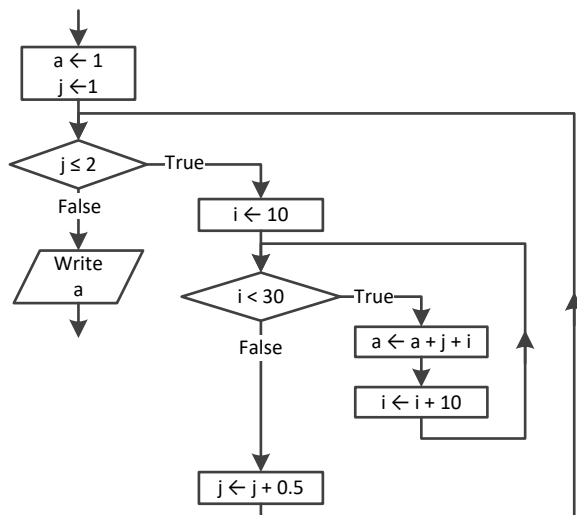 a ← 1
j ←1
j ≤ 2
True
False
i ← 10
Write
a
i < 30
True
False
a ← a + j + i
i ← i + 10
j ← j + 0.5